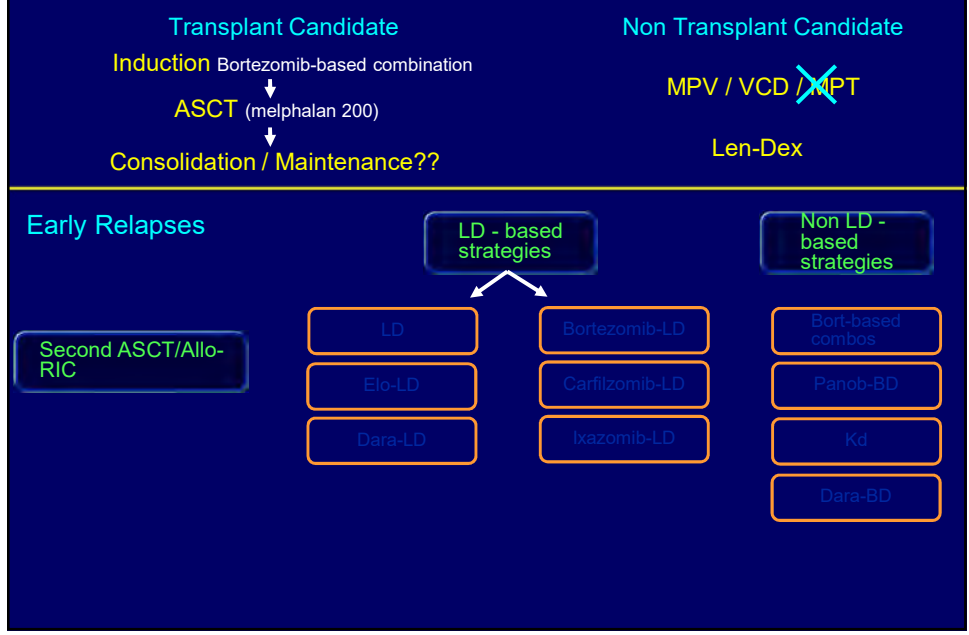 Transplant Candidate
Non Transplant Candidate
Induction Bortezomib-based combination
ASCT (melphalan 200)
Consolidation / Maintenance??
MPV / VCD / MPT
Len-Dex
Early Relapses
LD - based
strategies
Non LD -
based
strategies
Second ASCT/Allo-
RIC
LD
Elo-LD
Dara-LD
Bortezomib-LD
Carfilzomib-LD
Ixazomib-LD
Bort-based
combos
Panob-BD
Kd
Dara-BD